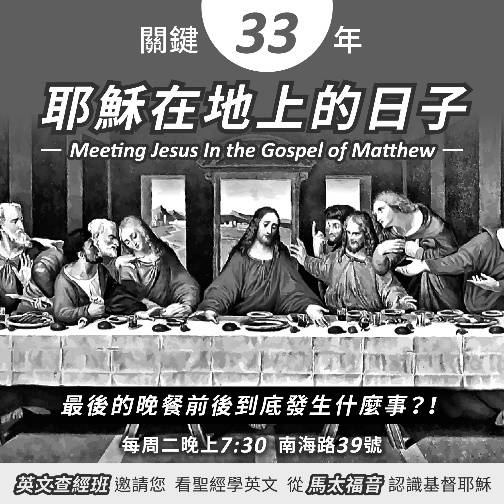 關鍵 33 年
耶穌在地上的日子
— Meeting Jesus In the Gospel of Matthew —
最後的晚餐前後到底發生什麼事?!
每周二晚上7:30 南海路39號
英文查經班 邀請您 看聖經學英文 從 馬太福音 認識基督耶穌